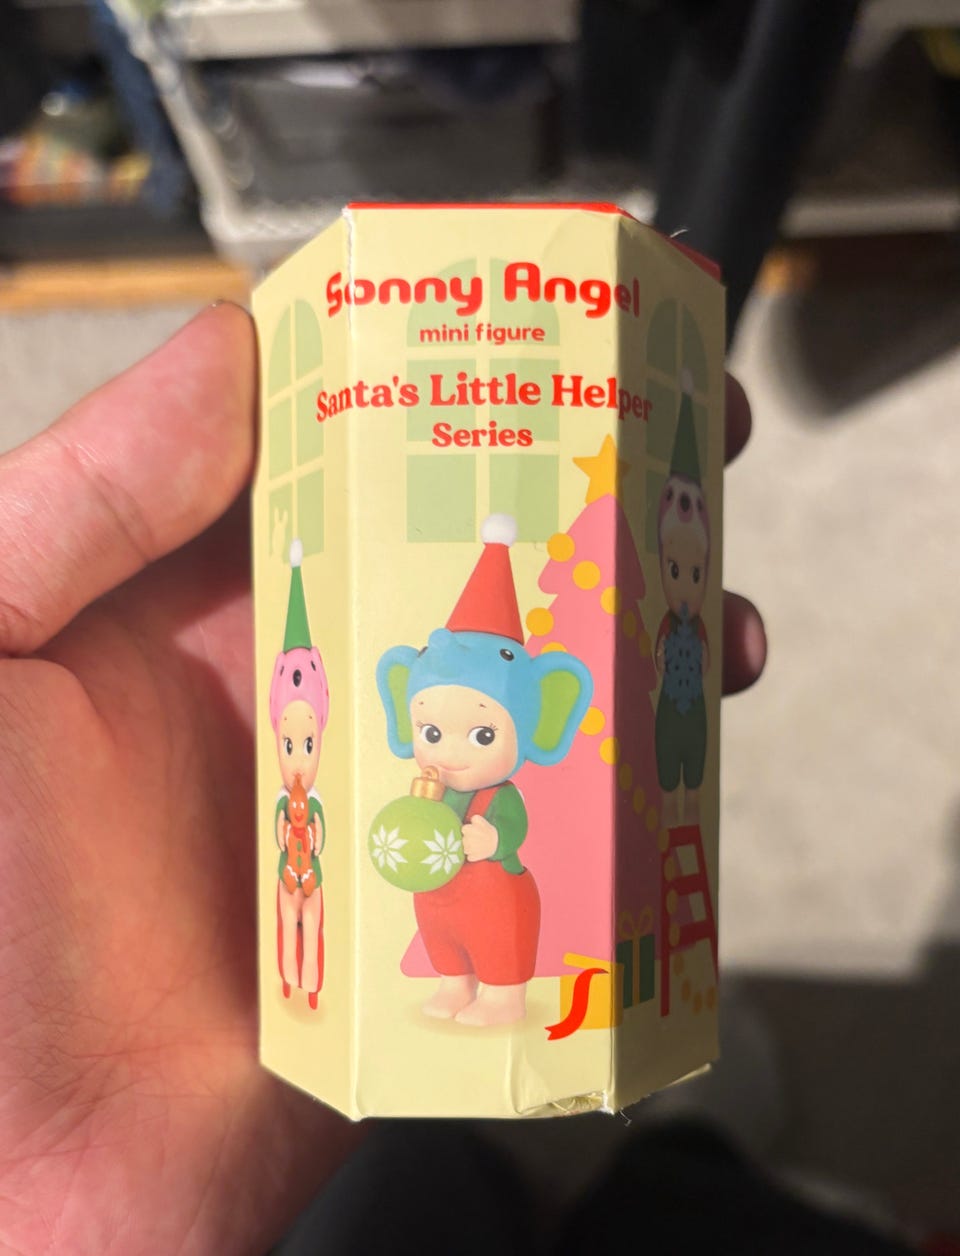 Sonny Angel
mini figure
Santa's Little Helper
Series